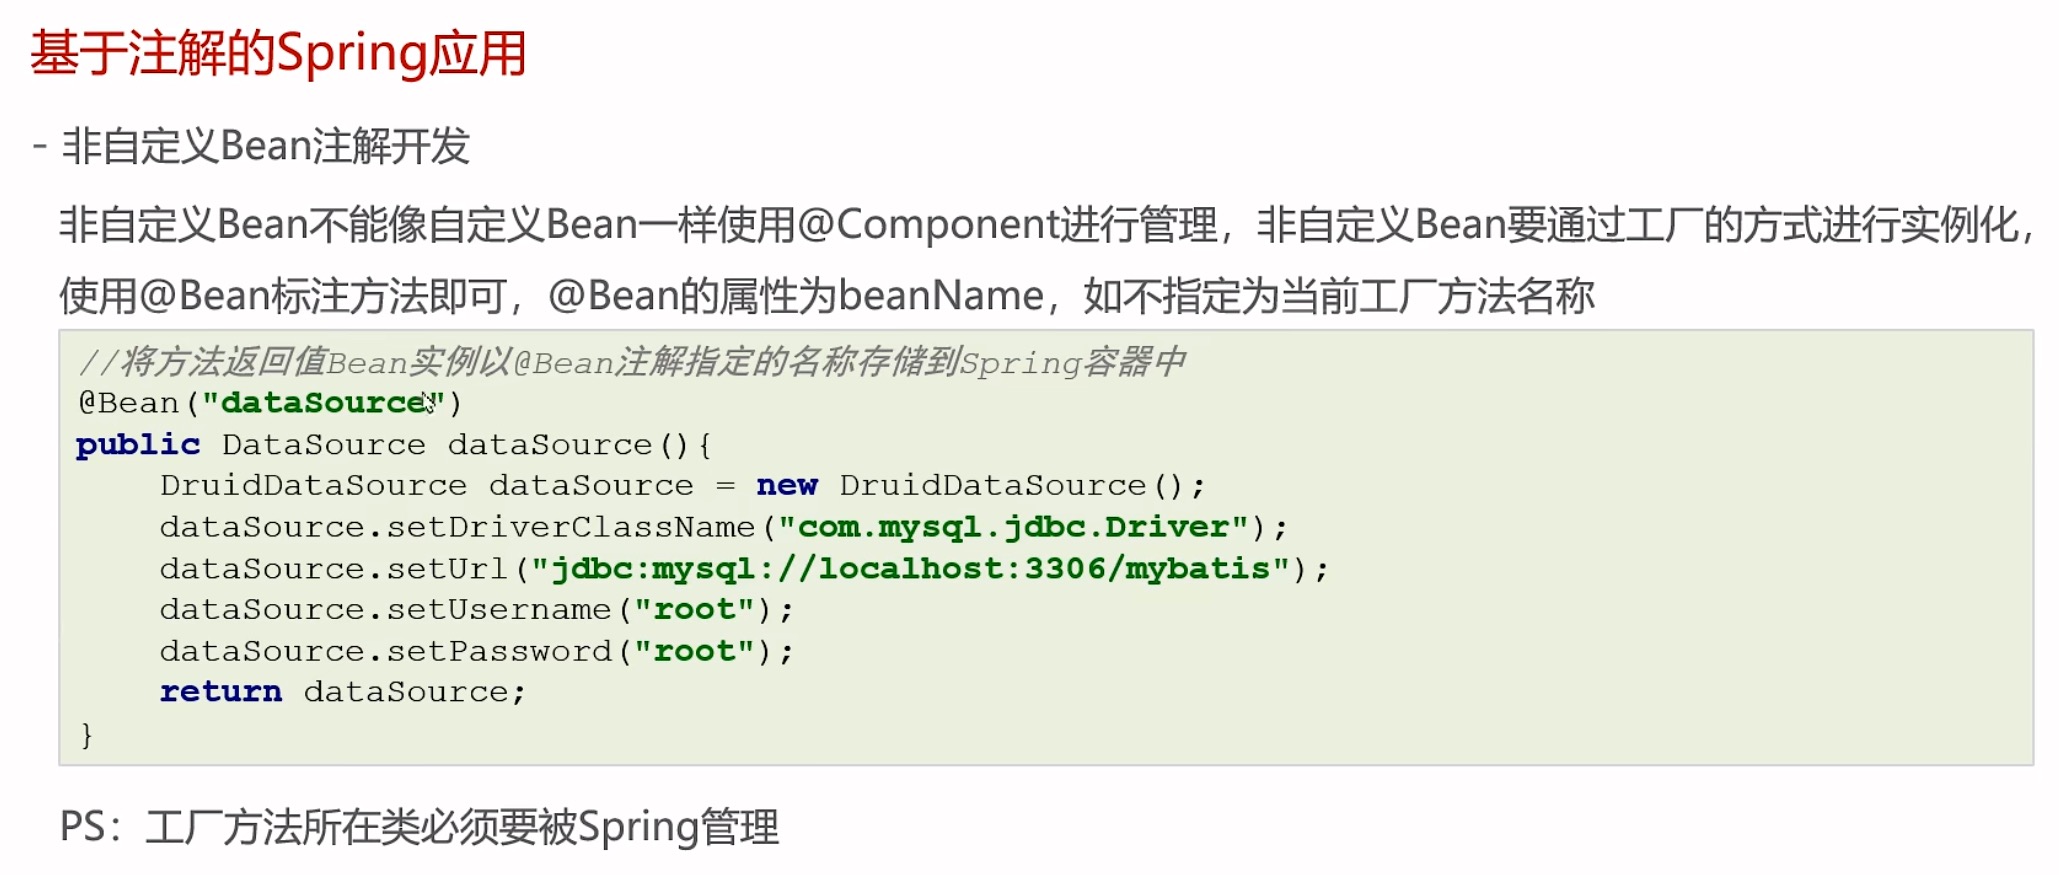 基于注解的Spring应用
- 非自定义Bean注解开发
非自定义Bean不能像自定义Bean一样使用@Component进行管理，非自定义Bean要通过工厂的方式进行实例化，
使用@Bean标注方法即可，@Bean的属性为beanName，如不指定为当前工厂方法名称
//将方法返回值Bean实例以@Bean注解指定的名称存储到Spring容器中
@Bean("dataSource")
public DataSource dataSource(){
    DruidDataSource dataSource = new DruidDataSource();
    dataSource.setDriverClassName("com.mysql.jdbc.Driver");
    dataSource.setUrl("jdbc:mysql://localhost:3306/mybatis");
    dataSource.setUsername("root");
    dataSource.setPassword("root");
    return dataSource;
}
PS：工厂方法所在类必须要被Spring管理